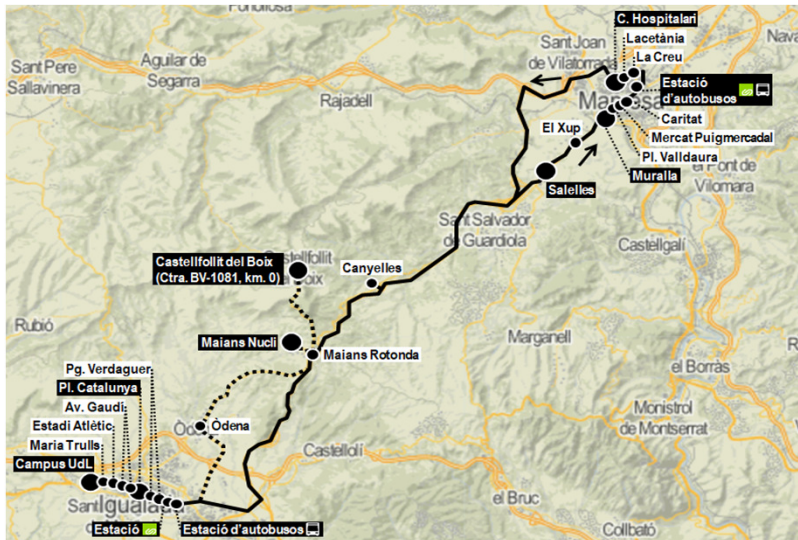 Fonollosa
C. Hospitalari
Lacetània
La Creu
Sant Joan
de Vilatorrada
Nava
Sant Pere
Sallavinera
Aguilar de
Segarra
Rajadell
Manresa
Estació
d'autobusos
Caritat
Mercat Puigmercadal
Pl. Valldaura
Muralla
El Xup
Salelles
el Pont de
Vilomara
Sant Salvador
de Guardiola
Castellgalí
Castellfollit del Boix
(Ctra. BV-1081, km. 0)
Castellfollit
del Boix
Canyelles
Rubió
Maians Nucli
Maians Rotonda
Marganell
el Borràs
Pg. Verdaguer
Pl. Catalunya
Av. Gaudí
Estadi Atlètic
Maria Trulls
Campus UdL
Òdena
Monistrol
de Montserrat
Castellolí
Igualada
Sant
el Bruc
Estació
Estació d'autobusos
Collbató